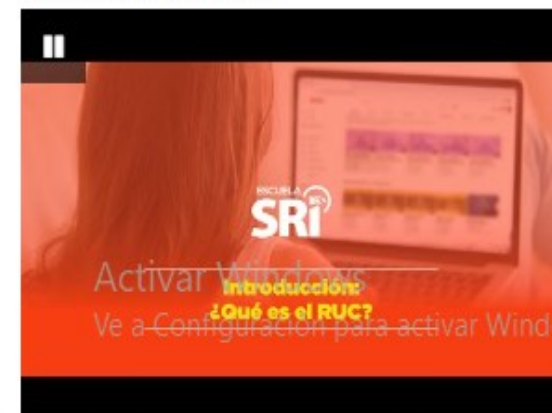 ESCUELA
SRi
Activar Windows
Introducción:
¿Qué es el RUC?
Ve a Configuración para activar Wind